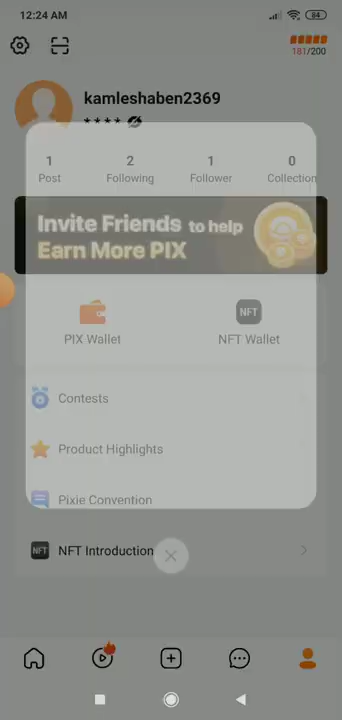 12:24 AM
84
181/200
kamleshaben2369
* * * *
1 2 1 0
Post Following Follower Collection
Invite Friends to help
Earn More PIX
NFT
PIX Wallet NFT Wallet
Contests
Product Highlights
Pixie Convention
NFT NFT Introduction